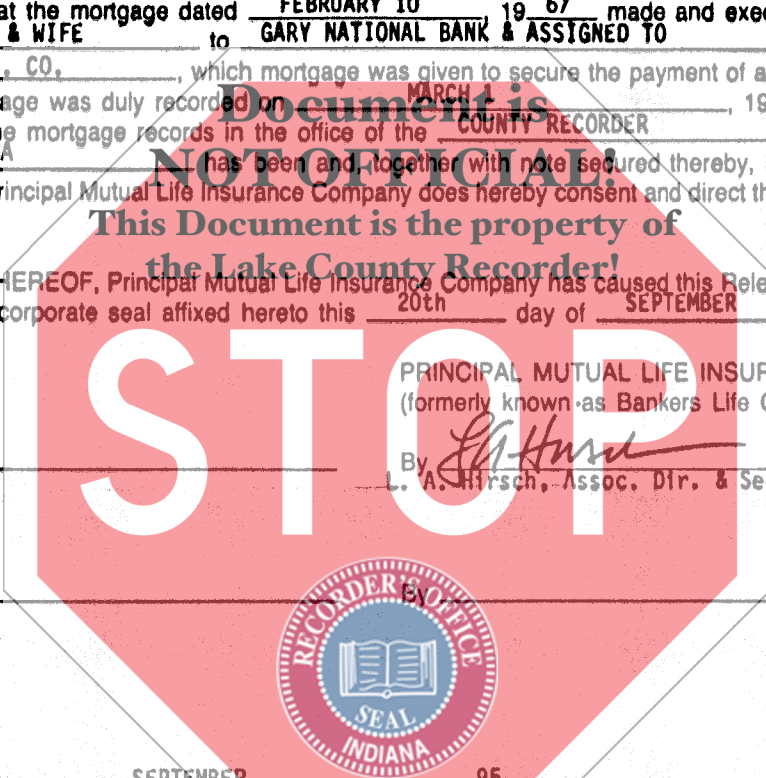 at the mortgage dated FEBRUARY 10, 19 67 made and exec
& WIFE to GARY NATIONAL BANK & ASSIGNED TO
. CO. , which mortgage was given to secure the payment of a
age was duly recorded on MARCH 1 , 19
Document is
e mortgage records in the office of the COUNTY RECORDER
A has been and, together with note secured thereby,
NOT OFFICIAL!
rincipal Mutual Life Insurance Company does hereby consent and direct th
This Document is the property of
the Lake County Recorder!
HEREOF, Principal Mutual Life Insurance Company has caused this Rele
corporate seal affixed hereto this 20th day of SEPTEMBER
STOP
PRINCIPAL MUTUAL LIFE INSUR
(formerly known as Bankers Life C
By L A Hirsch
L. A. Hirsch, Assoc. Dir. & Se
By
RECORDER'S OFFICE
SEAL
INDIANA
SEPTEMBER 95